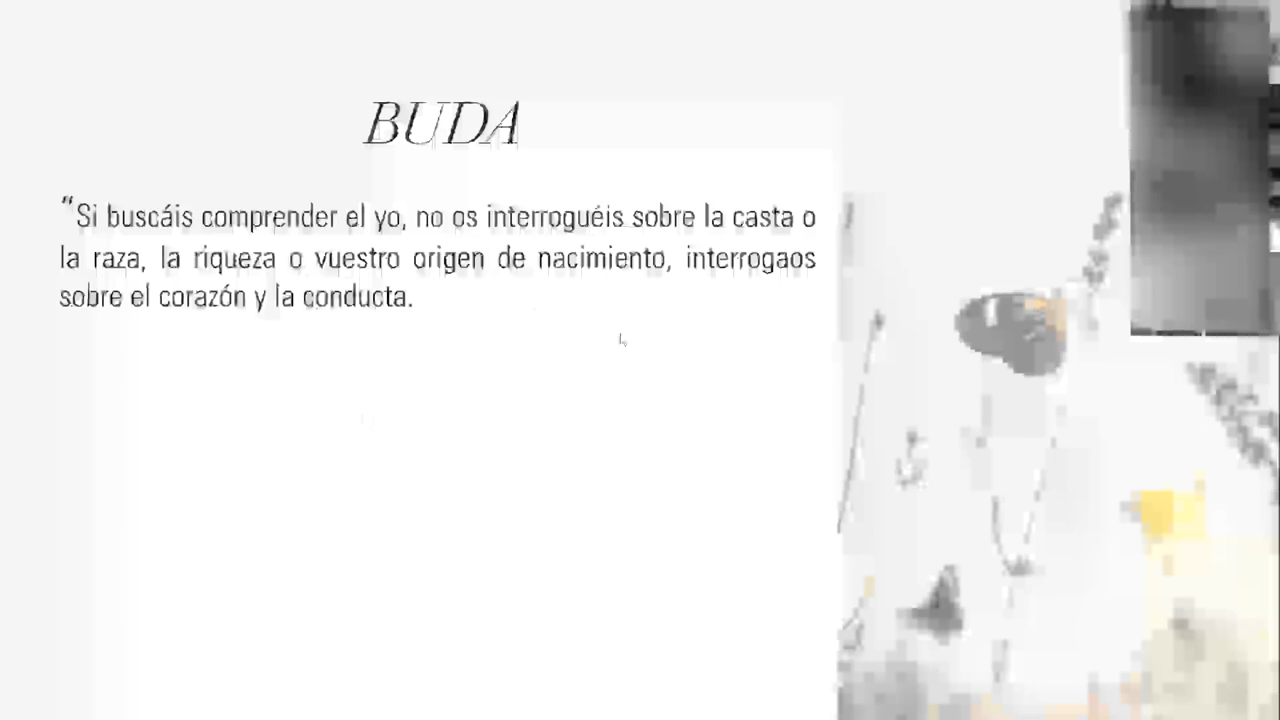 BUDA
“Si buscáis comprender el yo, no os interroguéis sobre la casta o
la raza, la riqueza o vuestro origen de nacimiento, interrogaos
sobre el corazón y la conducta.